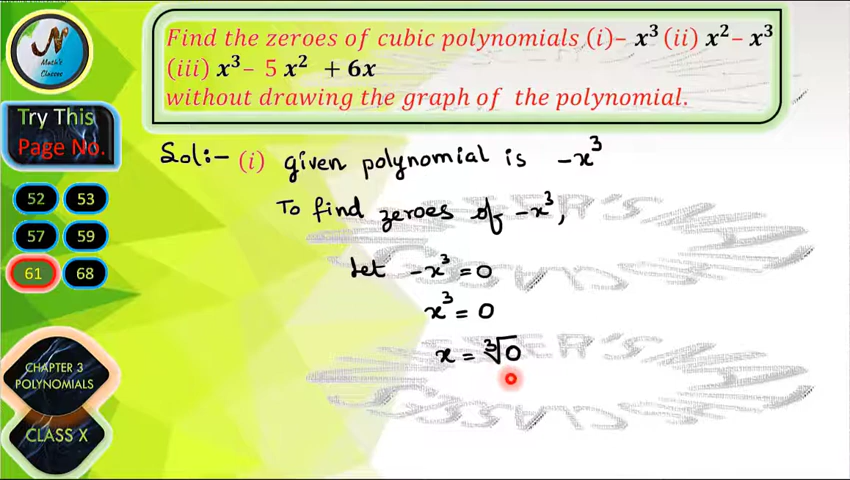 N
Math's
Classes
Find the zeroes of cubic polynomials (i)– x³ (ii) x² – x³
(iii) x³ – 5 x² + 6x
without drawing the graph of the polynomial.
Try This
Page No.
52 53
57 59
61 68
CHAPTER 3
POLYNOMIALS
CLASS X
Sol:- (i) given polynomial is -x³
To find zeroes of -x³,
Let -x³ = 0
x³ = 0
x = ∛0